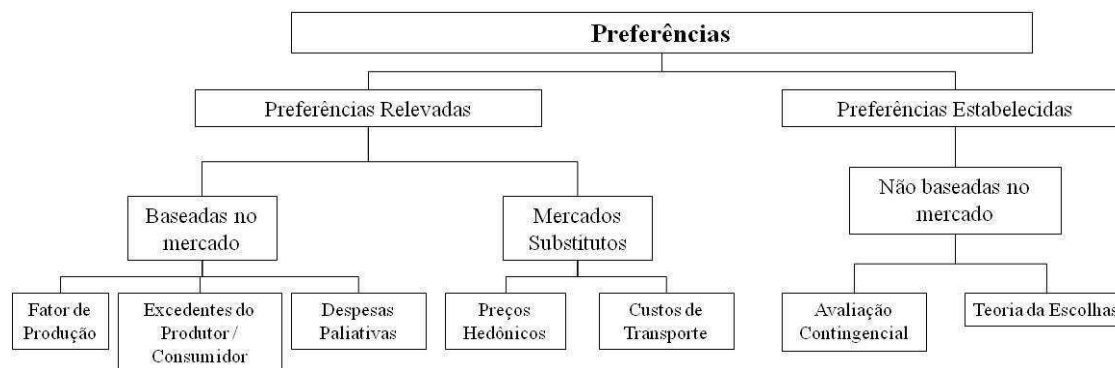 Preferências
Preferências Relevadas
Preferências Estabelecidas
Baseadas no
mercado
Mercados
Substitutos
Não baseadas no
mercado
Fator de
Produção
Excedentes do
Produtor /
Consumidor
Despesas
Paliativas
Preços
Hedônicos
Custos de
Transporte
Avaliação
Contingencial
Teoria da Escolhas